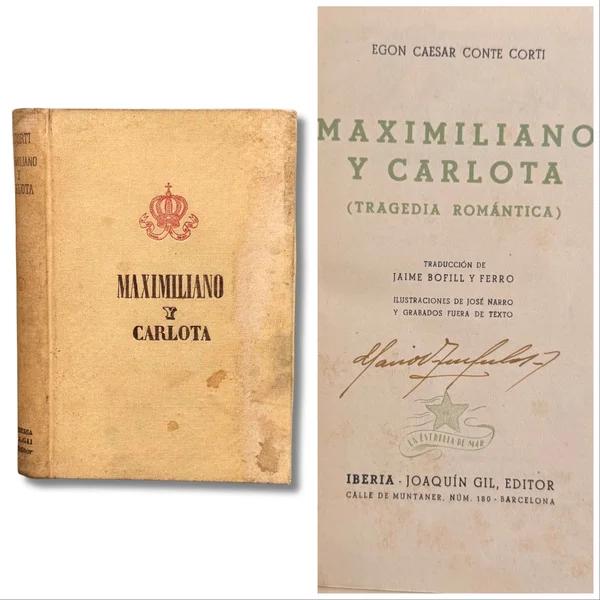 CORTI
MAXIMILIANO
Y
CARLOTA
MAXIMILIANO
Y
CARLOTA
EGON CAESAR CONTE CORTI
MAXIMILIANO
Y CARLOTA
(TRAGEDIA ROMÁNTICA)
TRADUCCIÓN DE
JAIME BOFILL Y FERRO
ILUSTRACIONES DE JOSÉ NARRO
Y GRABADOS FUERA DE TEXTO
LA ESTRELLA DE MAR
IBERIA - JOAQUÍN GIL, EDITOR
CALLE DE MUNTANER, NÚM. 180 - BARCELONA